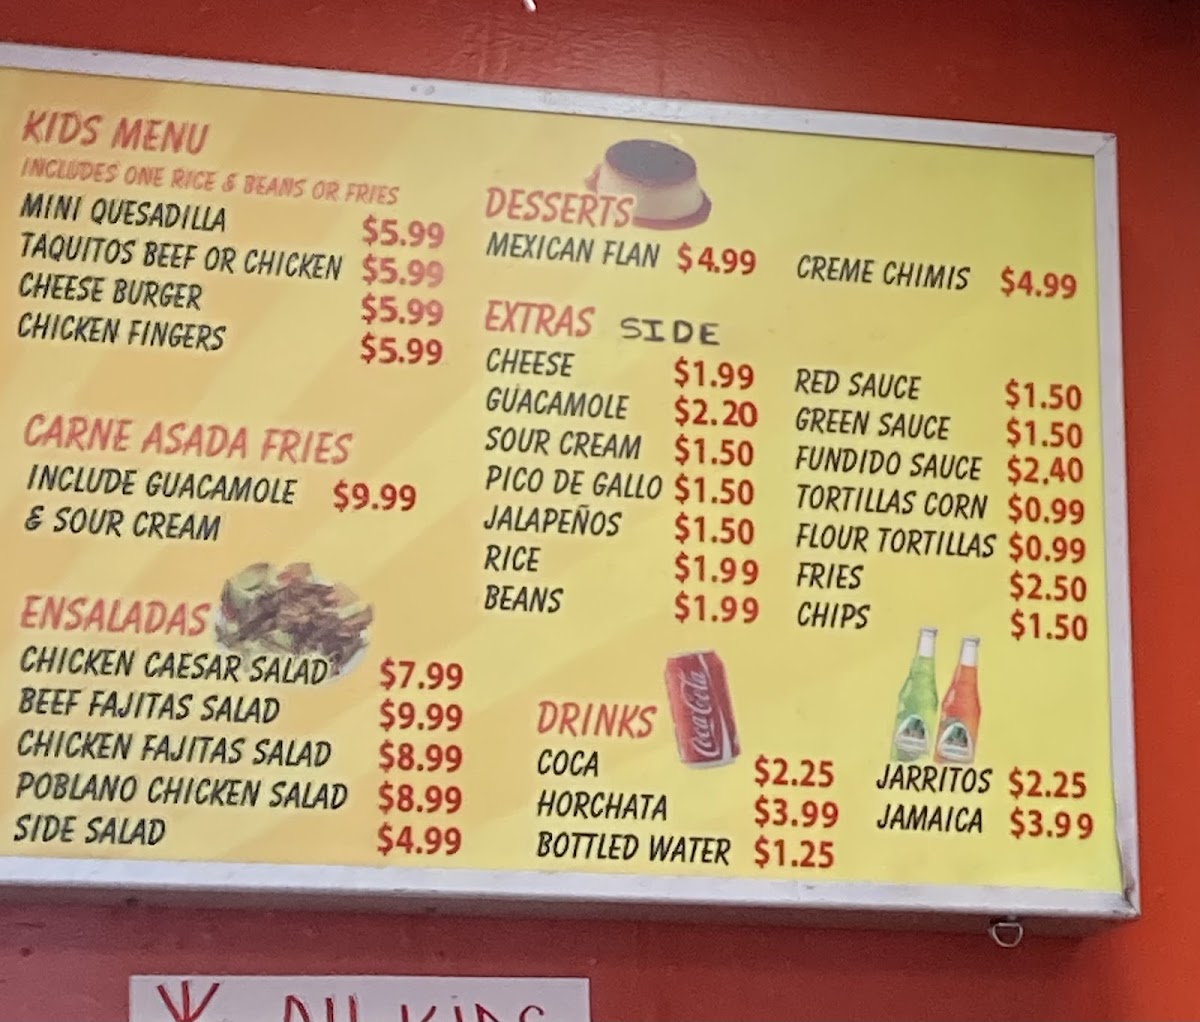 KIDS MENU
INCLUDES ONE RICE & BEANS OR FRIES
MINI QUESADILLA $5.99
TAQUITOS BEEF OR CHICKEN $5.99
CHEESE BURGER $5.99
CHICKEN FINGERS $5.99
CARNE ASADA FRIES
INCLUDE GUACAMOLE $9.99
& SOUR CREAM
ENSALADAS
CHICKEN CAESAR SALAD $7.99
BEEF FAJITAS SALAD $9.99
CHICKEN FAJITAS SALAD $8.99
POBLANO CHICKEN SALAD $8.99
SIDE SALAD $4.99
DESSERTS
MEXICAN FLAN $4.99 CREME CHIMIS $4.99
EXTRAS SIDE
CHEESE $1.99 RED SAUCE $1.50
GUACAMOLE $2.20 GREEN SAUCE $1.50
SOUR CREAM $1.50 FUNDIDO SAUCE $2.40
PICO DE GALLO $1.50 TORTILLAS CORN $0.99
JALAPEÑOS $1.50 FLOUR TORTILLAS $0.99
RICE $1.99 FRIES $2.50
BEANS $1.99 CHIPS $1.50
DRINKS
Coca-Cola
COCA $2.25 JARRITOS $2.25
HORCHATA $3.99 JAMAICA $3.99
BOTTLED WATER $1.25
All KiDS